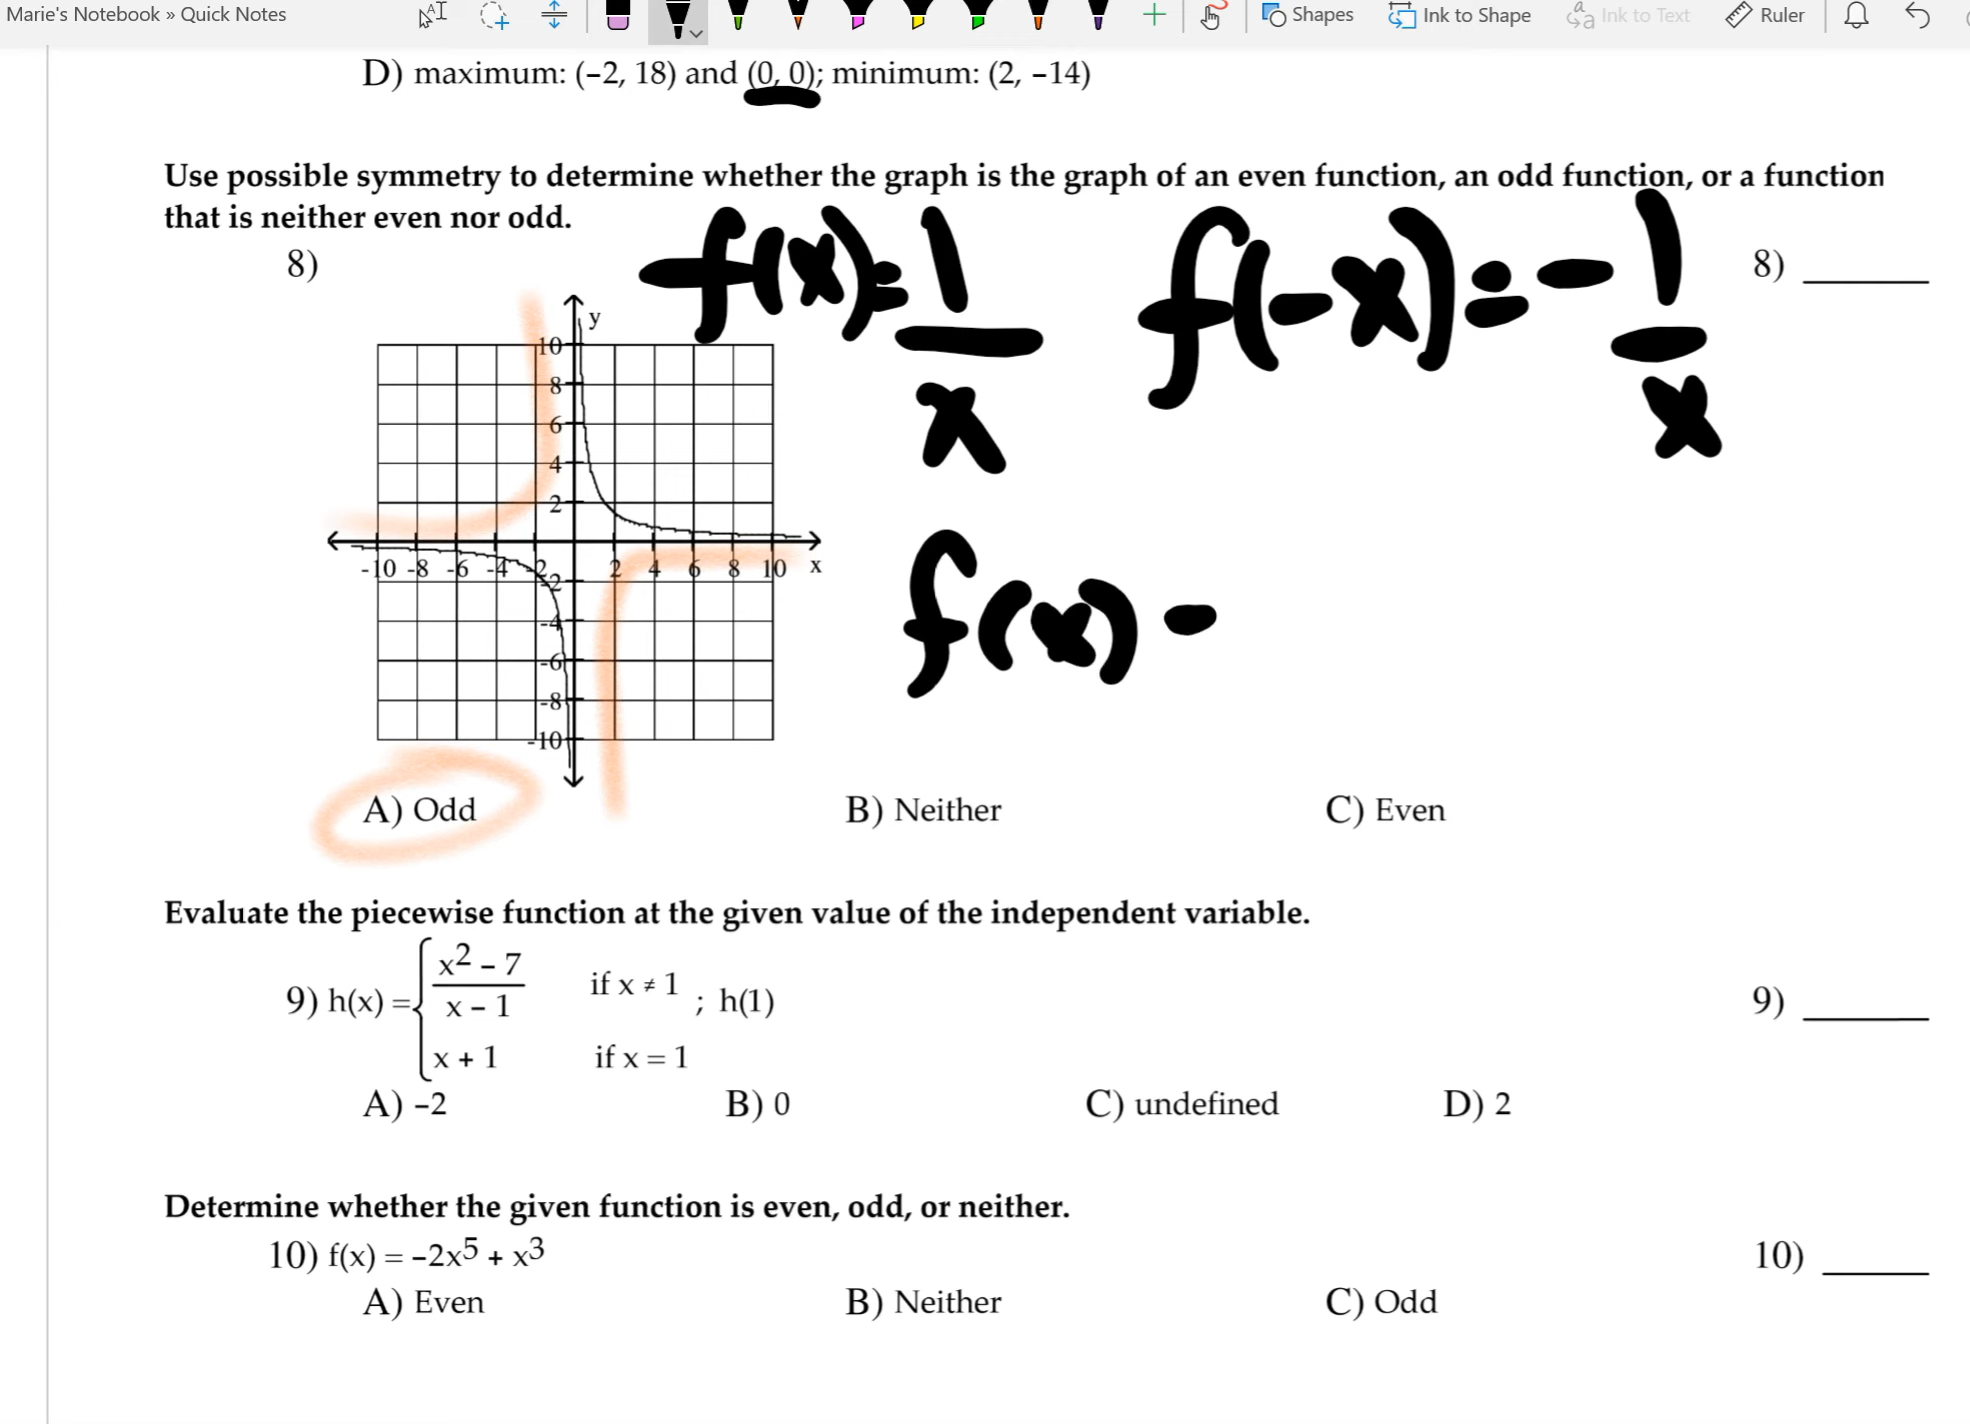 Marie's Notebook » Quick Notes
Shapes
Ink to Shape
Ink to Text
Ruler
D) maximum: (−2, 18) and (0, 0); minimum: (2, −14)
Use possible symmetry to determine whether the graph is the graph of an even function, an odd function, or a function
that is neither even nor odd.
8)
f(x)=1/x
f(-x)=-1/x
8) ______
y
10
8
6
4
2
-10 -8 -6 -4 -2
2 4 6 8 10 x
-2
-4
-6
-8
-10
f(x) -
A) Odd
B) Neither
C) Even
Evaluate the piecewise function at the given value of the independent variable.
9) h(x) = { (x² − 7)/(x − 1) if x ≠ 1 ; h(1)
x + 1 if x = 1
9) ______
A) −2
B) 0
C) undefined
D) 2
Determine whether the given function is even, odd, or neither.
10) f(x) = −2x⁵ + x³
10) ______
A) Even
B) Neither
C) Odd